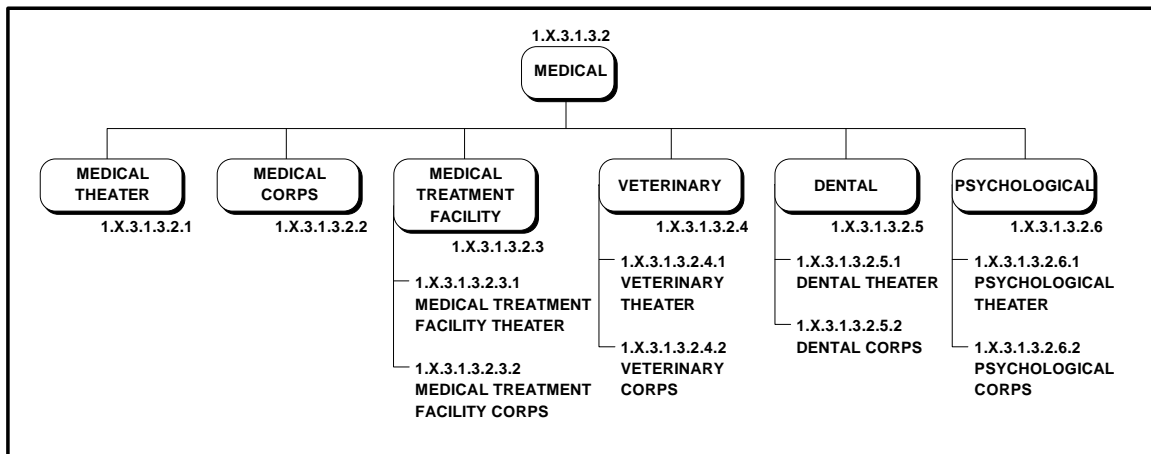 1.X.3.1.3.2
MEDICAL
MEDICAL
THEATER
1.X.3.1.3.2.1
MEDICAL
CORPS
1.X.3.1.3.2.2
MEDICAL
TREATMENT
FACILITY
1.X.3.1.3.2.3
1.X.3.1.3.2.3.1
MEDICAL TREATMENT
FACILITY THEATER
1.X.3.1.3.2.3.2
MEDICAL TREATMENT
FACILITY CORPS
VETERINARY
1.X.3.1.3.2.4
1.X.3.1.3.2.4.1
VETERINARY
THEATER
1.X.3.1.3.2.4.2
VETERINARY
CORPS
DENTAL
1.X.3.1.3.2.5
1.X.3.1.3.2.5.1
DENTAL THEATER
1.X.3.1.3.2.5.2
DENTAL CORPS
PSYCHOLOGICAL
1.X.3.1.3.2.6
1.X.3.1.3.2.6.1
PSYCHOLOGICAL
THEATER
1.X.3.1.3.2.6.2
PSYCHOLOGICAL
CORPS